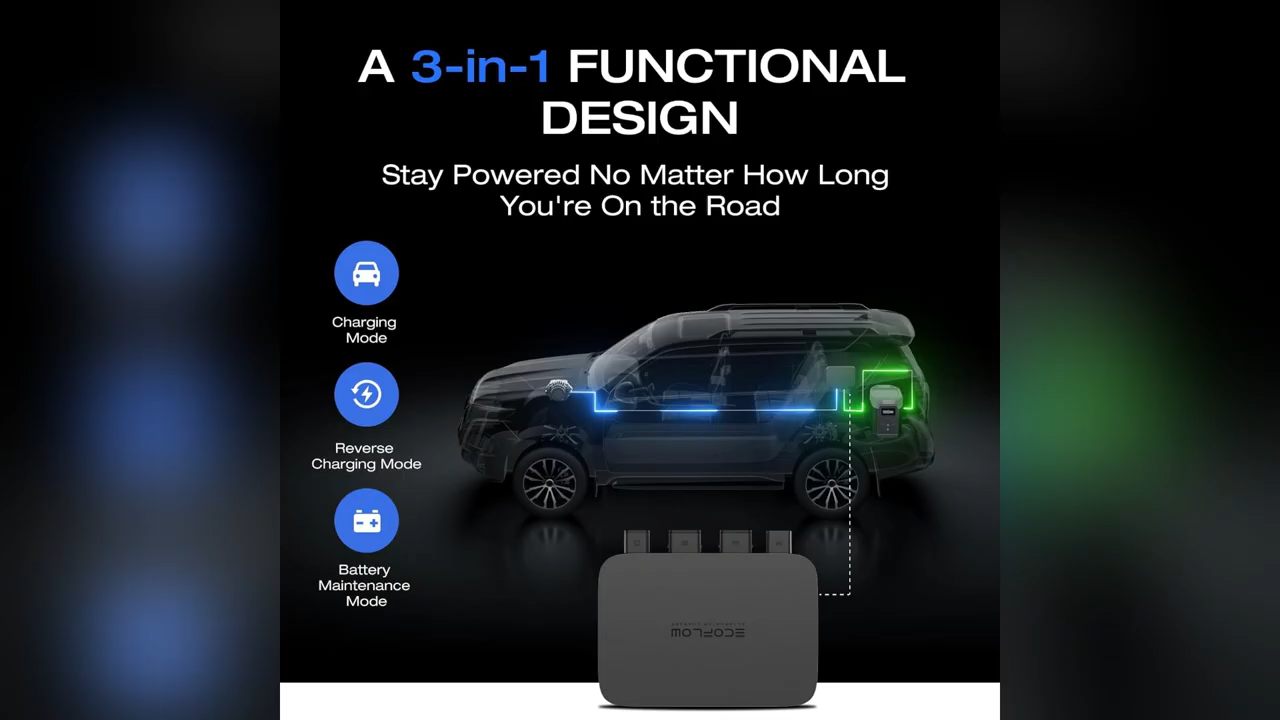 A 3-in-1 FUNCTIONAL
DESIGN
Stay Powered No Matter How Long
You're On the Road
Charging
Mode
Reverse
Charging Mode
Battery
Maintenance
Mode
ECOFLOW